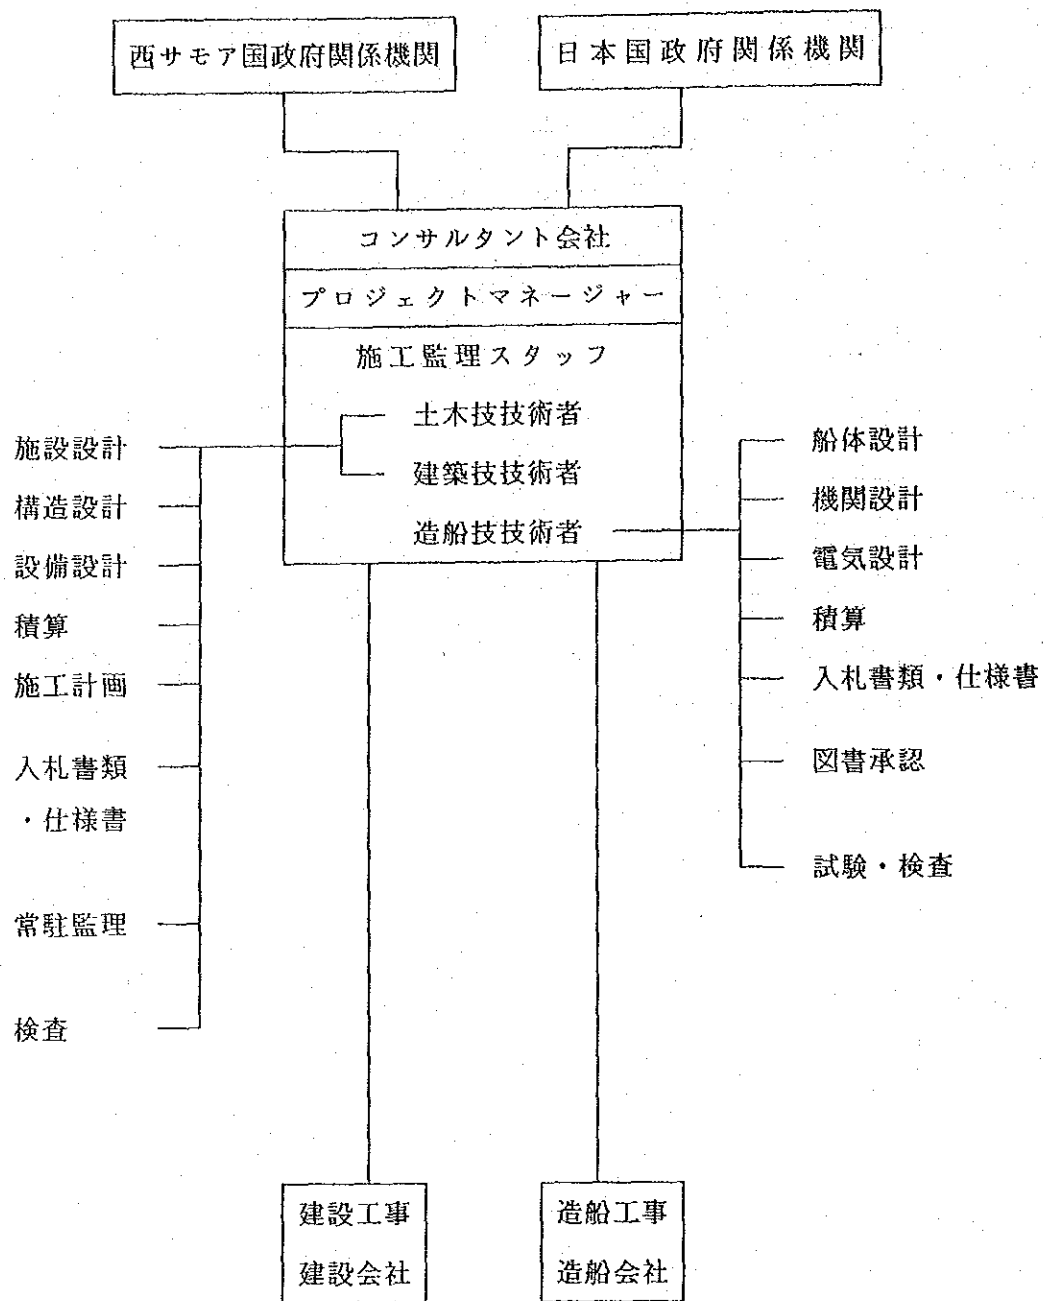 西サモア国政府関係機関
日本国政府関係機関
コンサルタント会社
プロジェクトマネージャー
施工監理スタッフ
土木技技術者
建築技技術者
造船技技術者
施設設計
構造設計
設備設計
積算
施工計画
入札書類
・仕様書
常駐監理
検査
船体設計
機関設計
電気設計
積算
入札書類・仕様書
図書承認
試験・検査
建設工事
建設会社
造船工事
造船会社